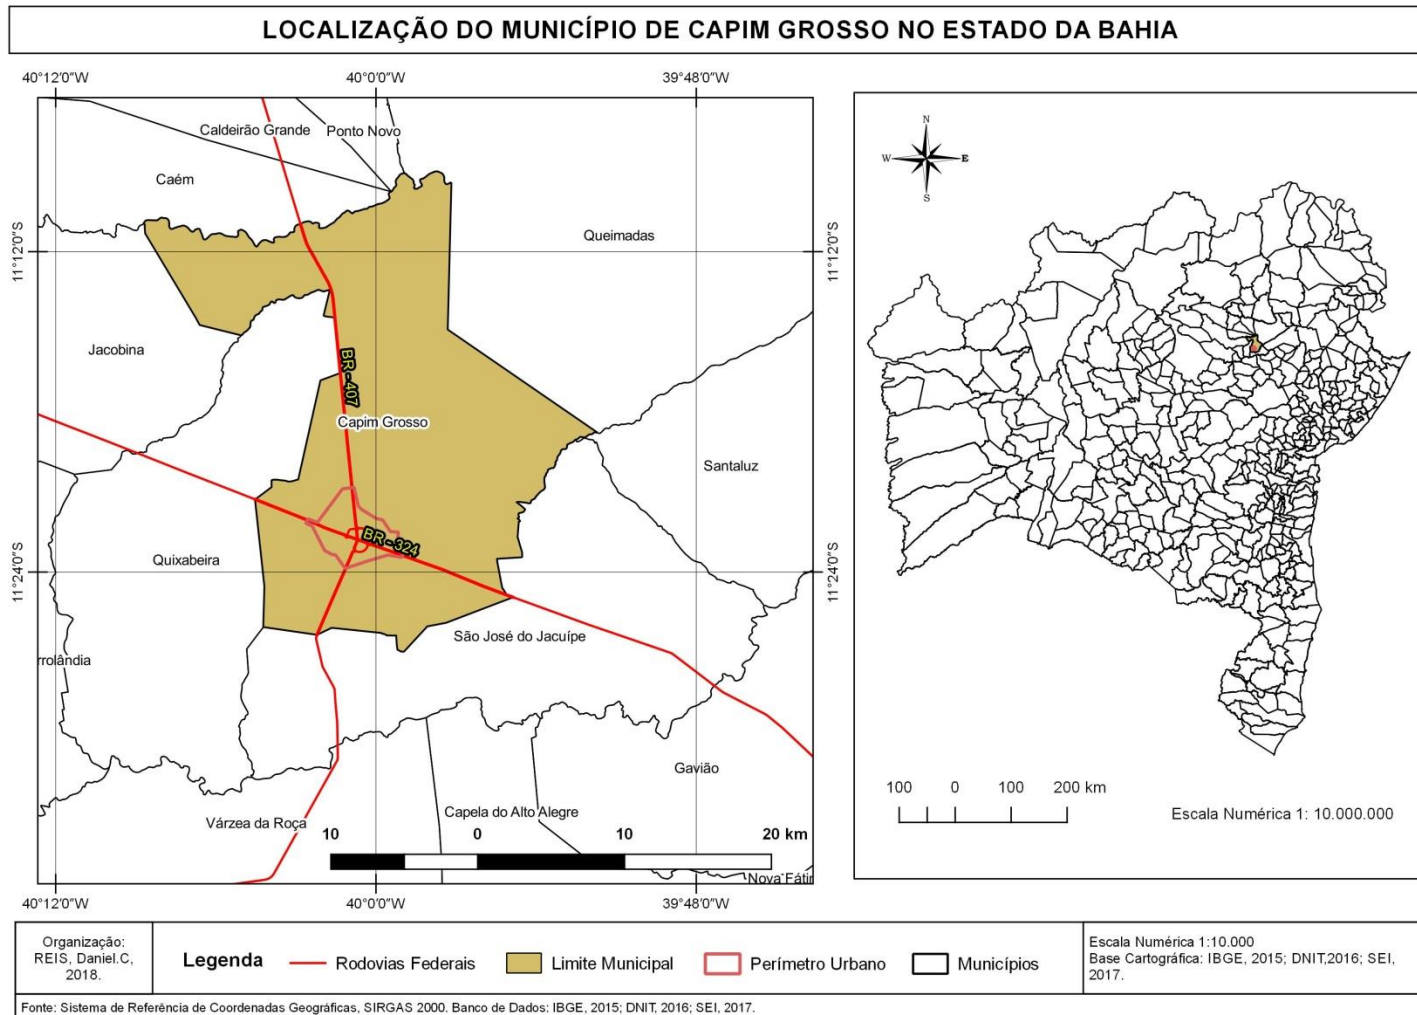 LOCALIZAÇÃO DO MUNICÍPIO DE CAPIM GROSSO NO ESTADO DA BAHIA
40°12'0"W
40°0'0"W
39°48'0"W
Caldeirão Grande
Ponto Novo
Caém
Queimadas
11°12'0"S
11°12'0"S
Jacobina
BR - 407
Capim Grosso
Santaluz
BR - 324
Quixabeira
11°24'0"S
11°24'0"S
São José do Jacuípe
rrolândia
Gavião
Capela do Alto Alegre
Várzea da Roça
10
0
10
20 km
Nova Fátir
40°12'0"W
40°0'0"W
39°48'0"W
N
W
E
S
100
0
100
200 km
Escala Numérica 1: 10.000.000
Organização:
REIS, Daniel.C,
2018.
Legenda
Rodovias Federais
Limite Municipal
Perímetro Urbano
Municípios
Escala Numérica 1:10.000
Base Cartográfica: IBGE, 2015; DNIT,2016; SEI,
2017.
Fonte: Sistema de Referência de Coordenadas Geográficas, SIRGAS 2000. Banco de Dados: IBGE, 2015; DNIT, 2016; SEI, 2017.